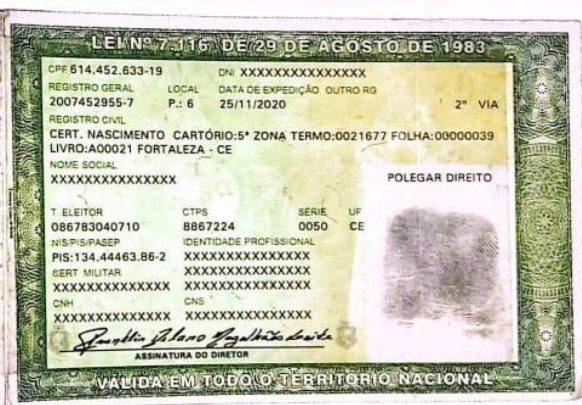 LEI Nº 7.116, DE 29 DE AGOSTO DE 1983
CPF 614.452.633-19 DNI XXXXXXXXXXXXXXX
REGISTRO GERAL LOCAL DATA DE EXPEDIÇÃO OUTRO RG
2007452955-7 P.: 6 25/11/2020 2ª VIA
REGISTRO CIVIL
CERT. NASCIMENTO CARTÓRIO:5ª ZONA TERMO:0021677 FOLHA:00000039
LIVRO:A00021 FORTALEZA - CE
NOME SOCIAL
XXXXXXXXXXXXXXX
POLEGAR DIREITO
T. ELEITOR CTPS SÉRIE UF
086783040710 8867224 0050 CE
NIS/PIS/PASEP IDENTIDADE PROFISSIONAL
PIS:134.44463.86-2 XXXXXXXXXXXXXXX
CERT MILITAR XXXXXXXXXXXXXXX
XXXXXXXXXXXXXX XXXXXXXXXXXXXXX
CNH CNS
XXXXXXXXXXXXXX XXXXXXXXXXXXXXX
ASSINATURA DO DIRETOR
VÁLIDA EM TODO O TERRITÓRIO NACIONAL